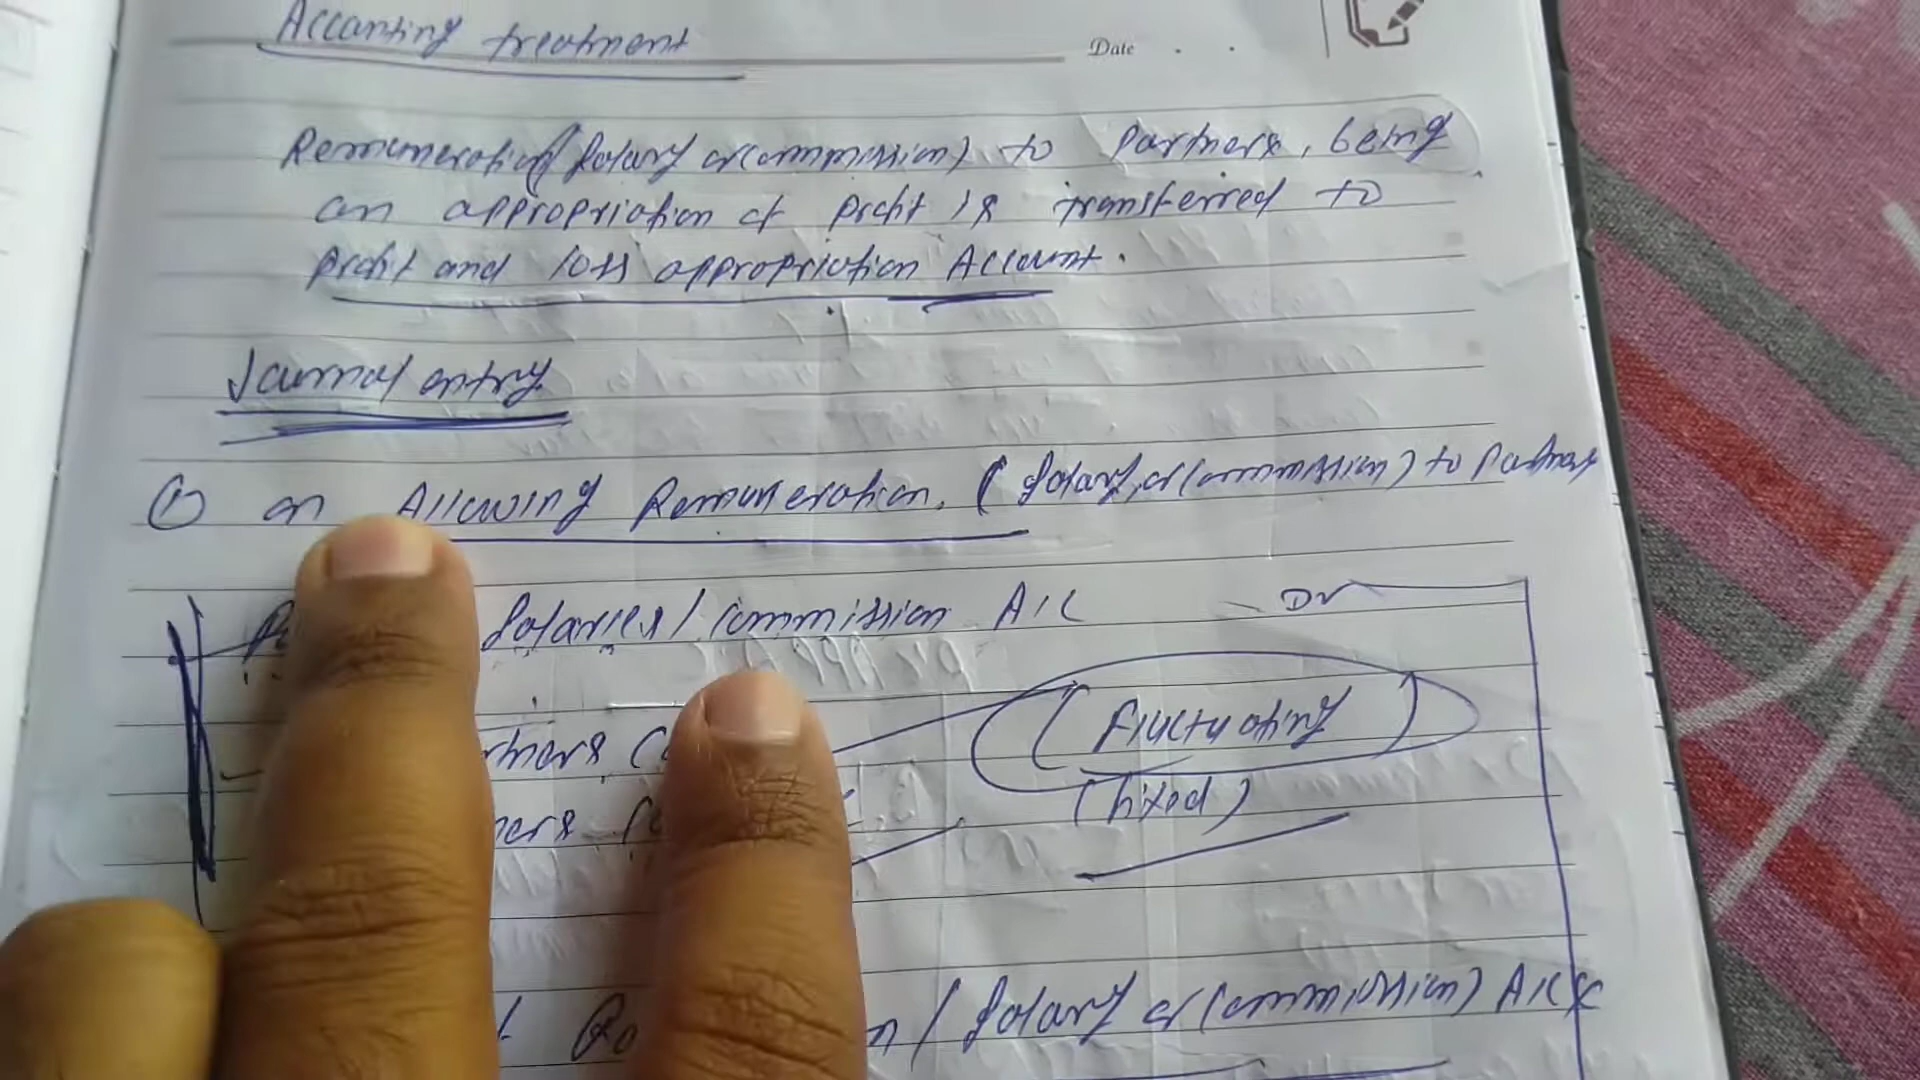 Accounting treatment
Date
Remuneration (Salary or commission) to Partners, being
an appropriation of profit is transferred to
profit and loss appropriation Account.
Journal entry
① on Allowing Remuneration. (Salary or commission) to Partners
Salaries / commission A/c Dr
(Fluctuating)
(fixed)
/ Salary or commission) A/c